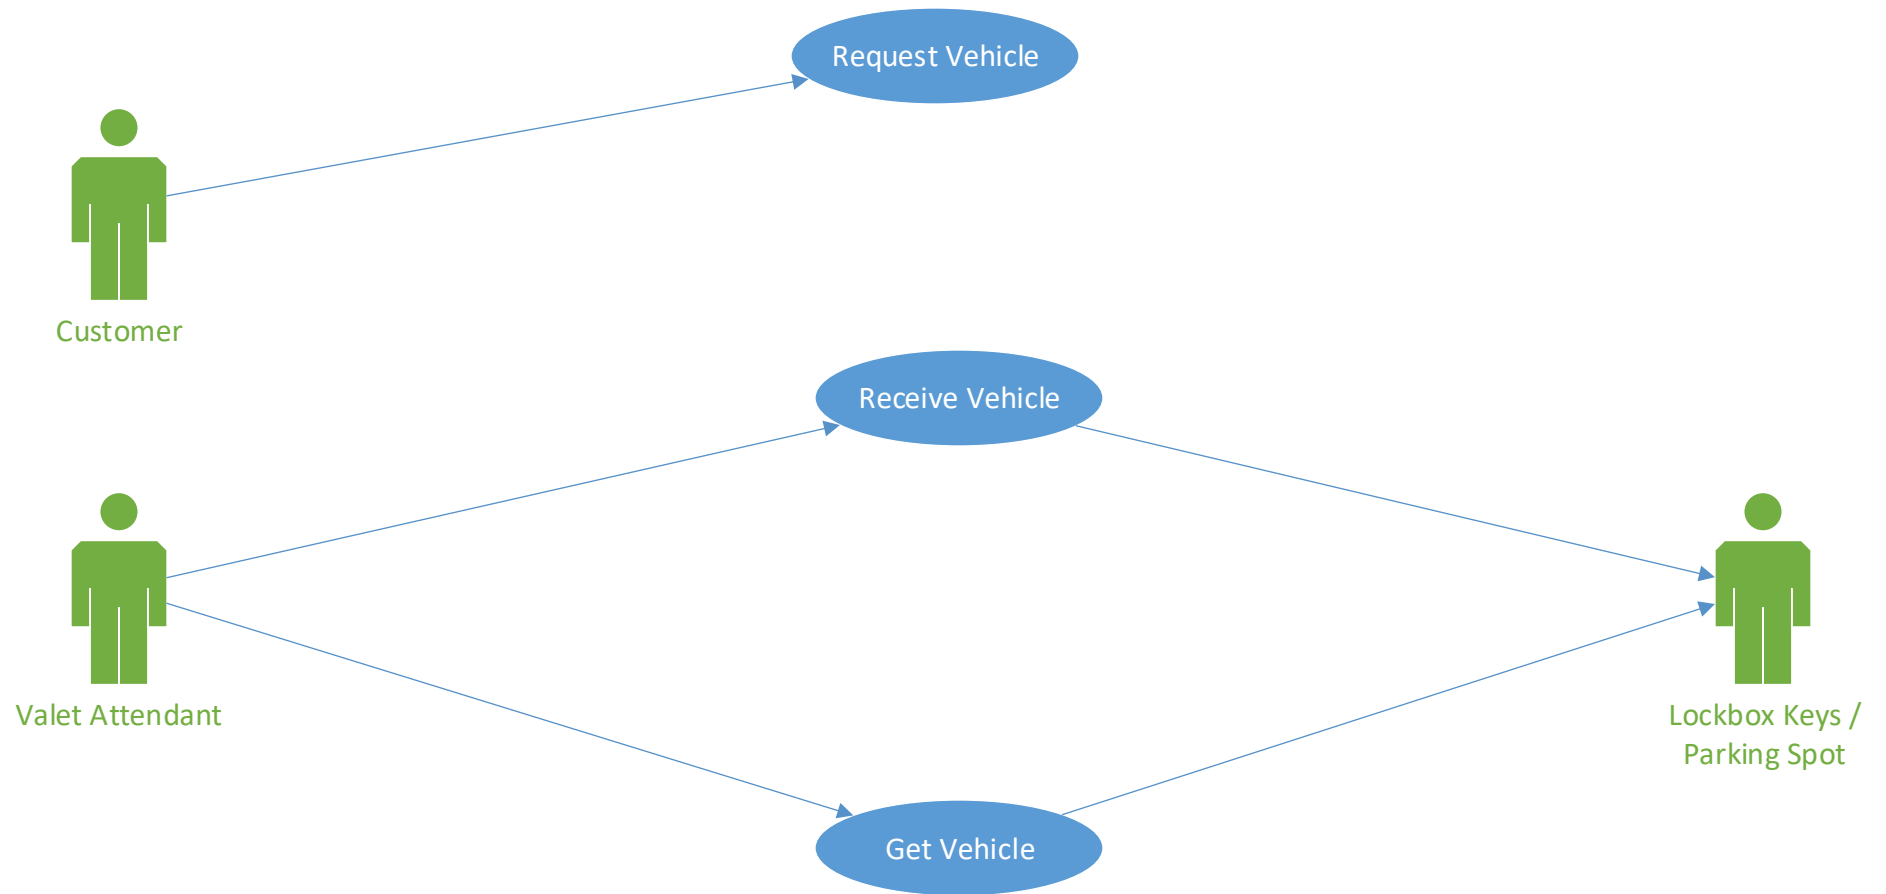 Request Vehicle
Customer
Receive Vehicle
Valet Attendant
Lockbox Keys /
Parking Spot
Get Vehicle